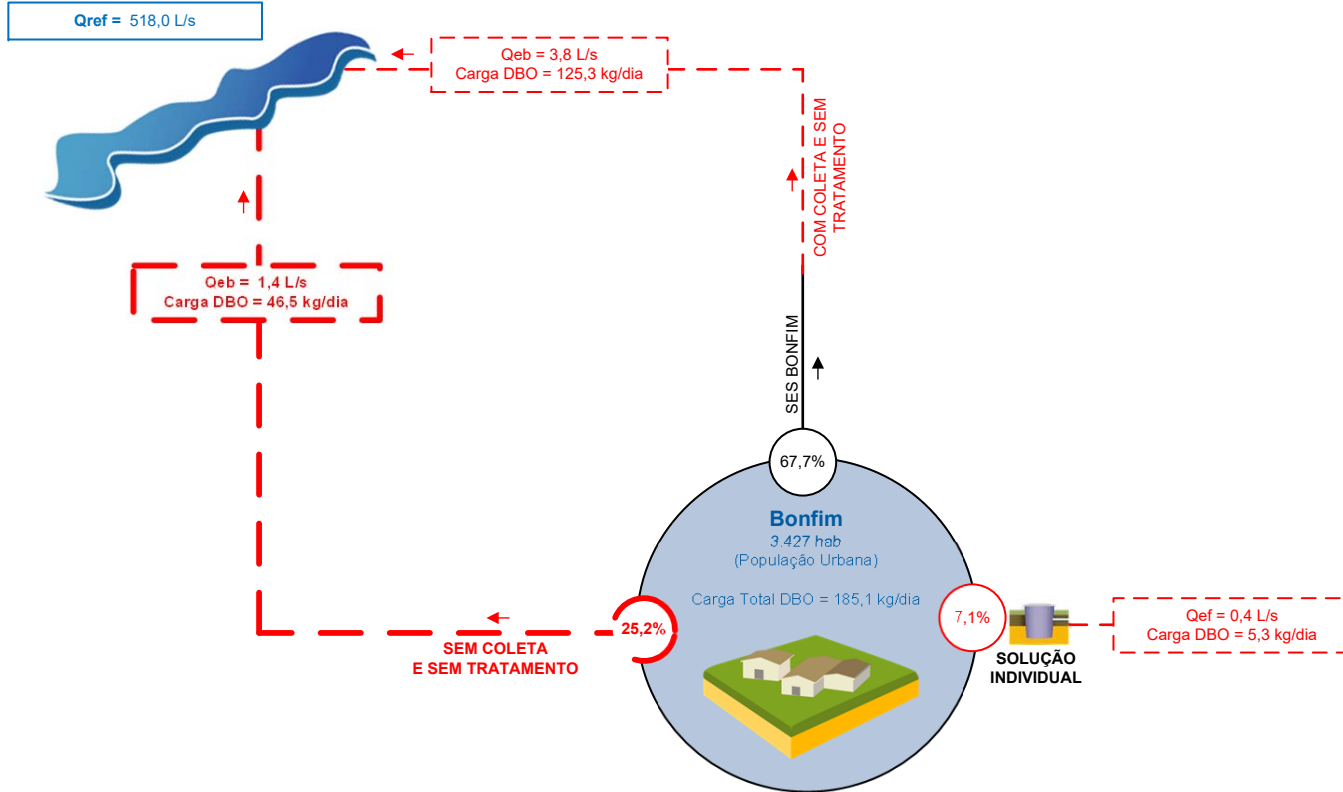 Qref = 518,0 L/s
Qeb = 3,8 L/s
Carga DBO = 125,3 kg/dia
COM COLETA E SEM
TRATAMENTO
Qeb = 1,4 L/s
Carga DBO = 46,5 kg/dia
SES BONFIM
67,7%
Bonfim
3.427 hab
(População Urbana)
Carga Total DBO = 185,1 kg/dia
25,2%
SEM COLETA
E SEM TRATAMENTO
7,1%
SOLUÇÃO
INDIVIDUAL
Qef = 0,4 L/s
Carga DBO = 5,3 kg/dia